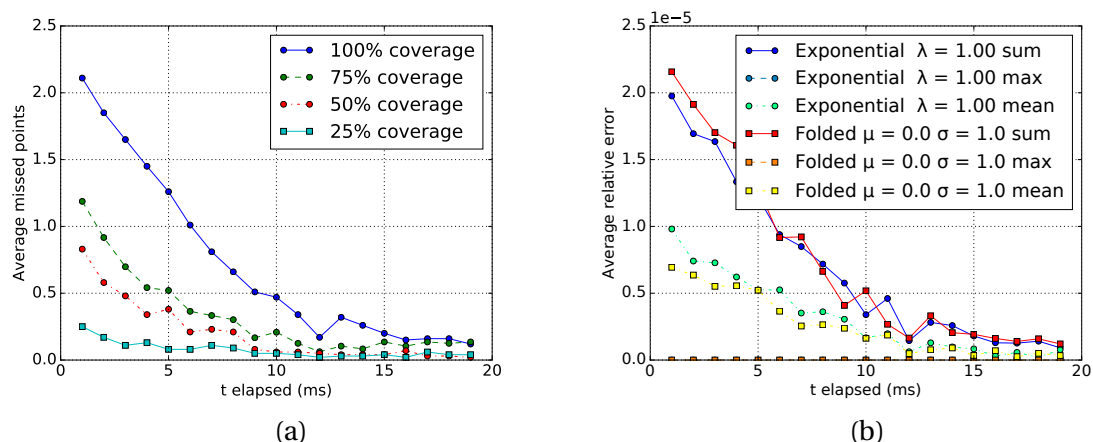 2.5
2.0
1.5
1.0
0.5
0.0
0
5
10
15
20
Average missed points
t elapsed (ms)
100% coverage
75% coverage
50% coverage
25% coverage
(a)
1e−5
2.5
2.0
1.5
1.0
0.5
0.0
0
5
10
15
20
Average relative error
t elapsed (ms)
Exponential λ = 1.00 sum
Exponential λ = 1.00 max
Exponential λ = 1.00 mean
Folded μ = 0.0 σ = 1.0 sum
Folded μ = 0.0 σ = 1.0 max
Folded μ = 0.0 σ = 1.0 mean
(b)